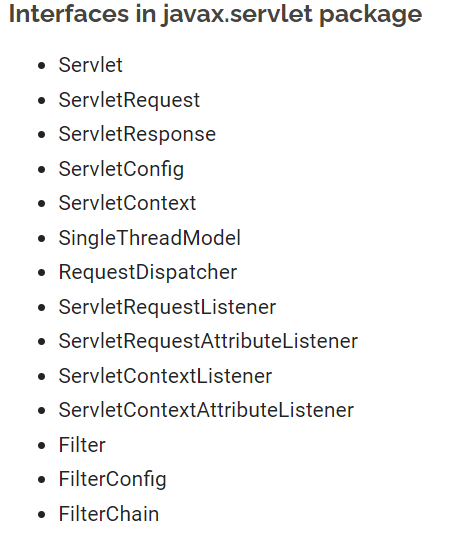 Interfaces in javax.servlet package
• Servlet
• ServletRequest
• ServletResponse
• ServletConfig
• ServletContext
• SingleThreadModel
• RequestDispatcher
• ServletRequestListener
• ServletRequestAttributeListener
• ServletContextListener
• ServletContextAttributeListener
• Filter
• FilterConfig
• FilterChain